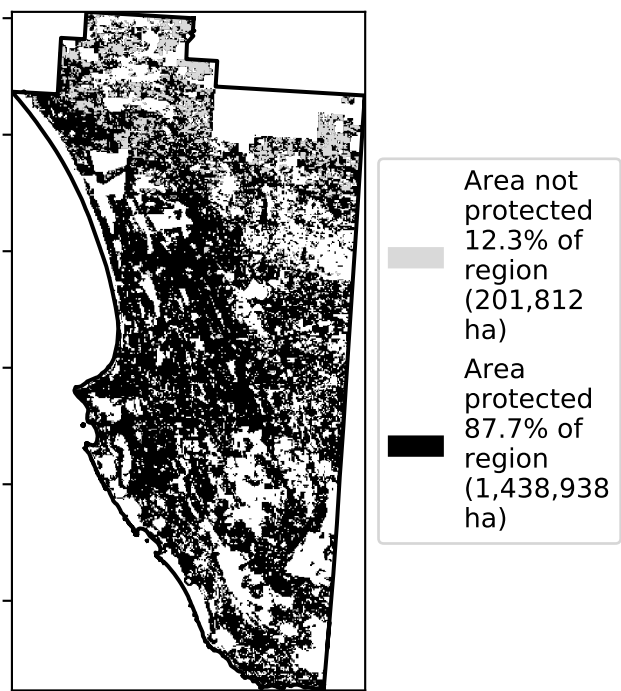 Area not
protected
12.3% of
region
(201,812
ha)
Area
protected
87.7% of
region
(1,438,938
ha)